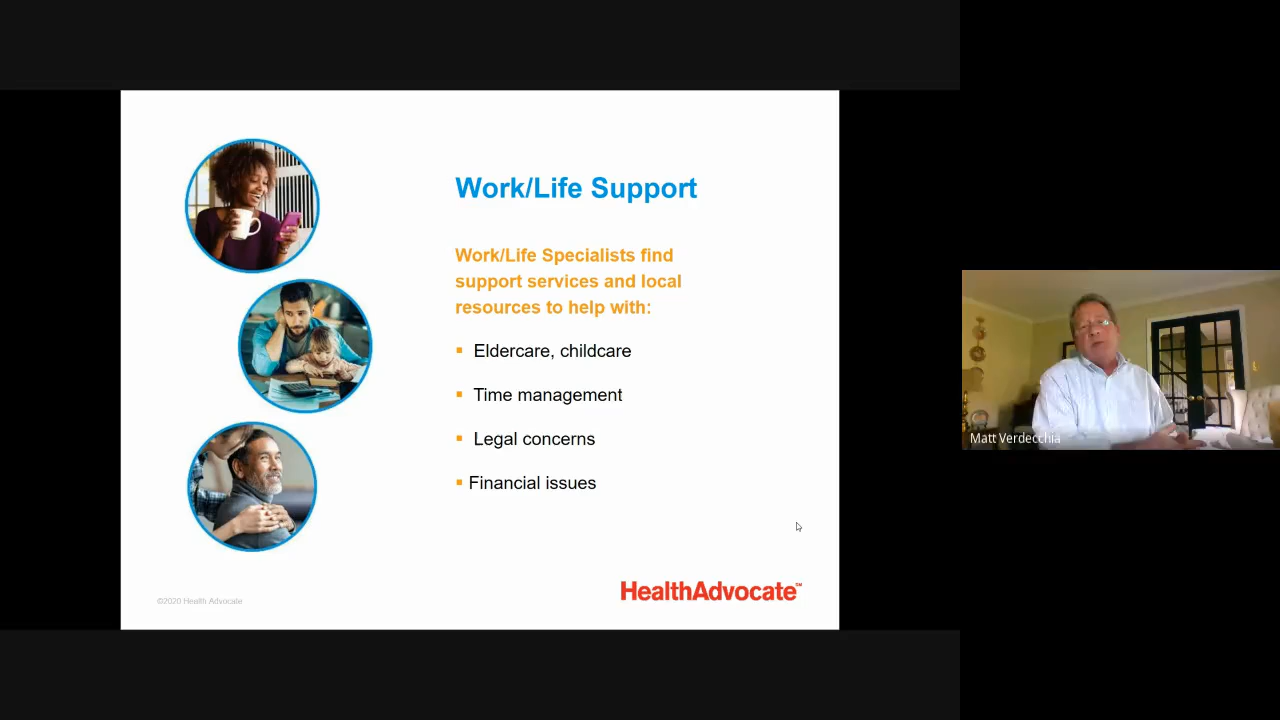 Work/Life Support
Work/Life Specialists find
support services and local
resources to help with:
▪ Eldercare, childcare
▪ Time management
▪ Legal concerns
▪ Financial issues
©2020 Health Advocate
HealthAdvocate™
Matt Verdecchia